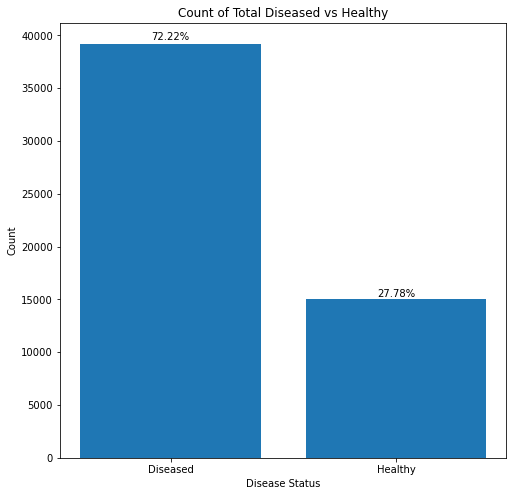 Count of Total Diseased vs Healthy
72.22%
27.78%
40000
35000
30000
25000
20000
15000
10000
5000
0
Count
Diseased
Healthy
Disease Status